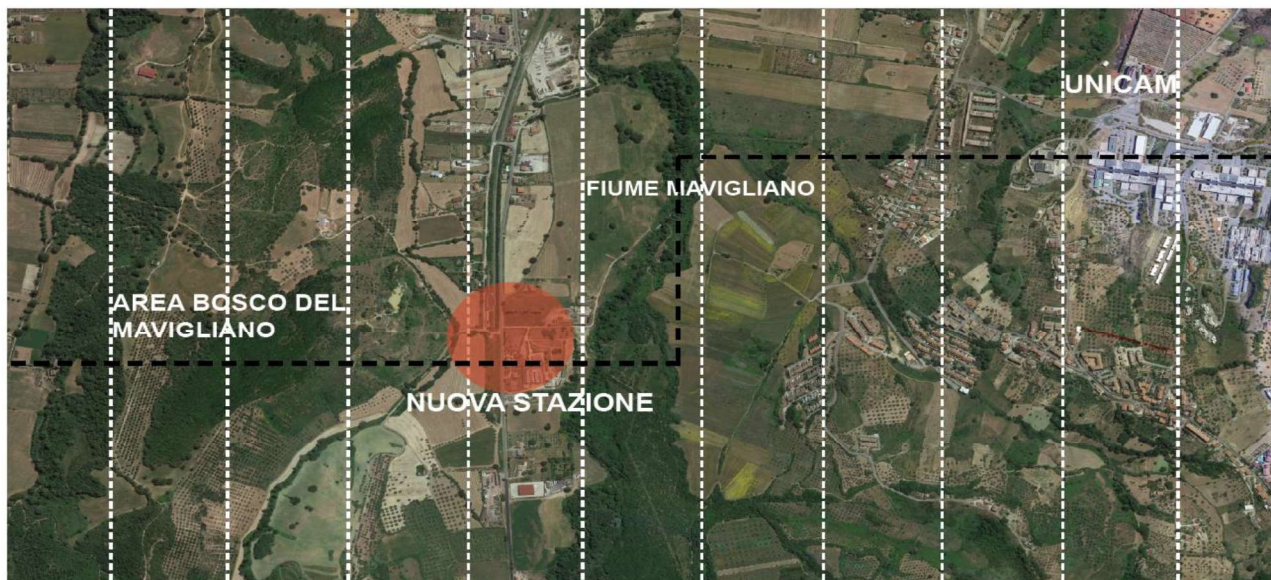 UNICAM
FIUME MAVIGLIANO
AREA BOSCO DEL
MAVIGLIANO
NUOVA STAZIONE